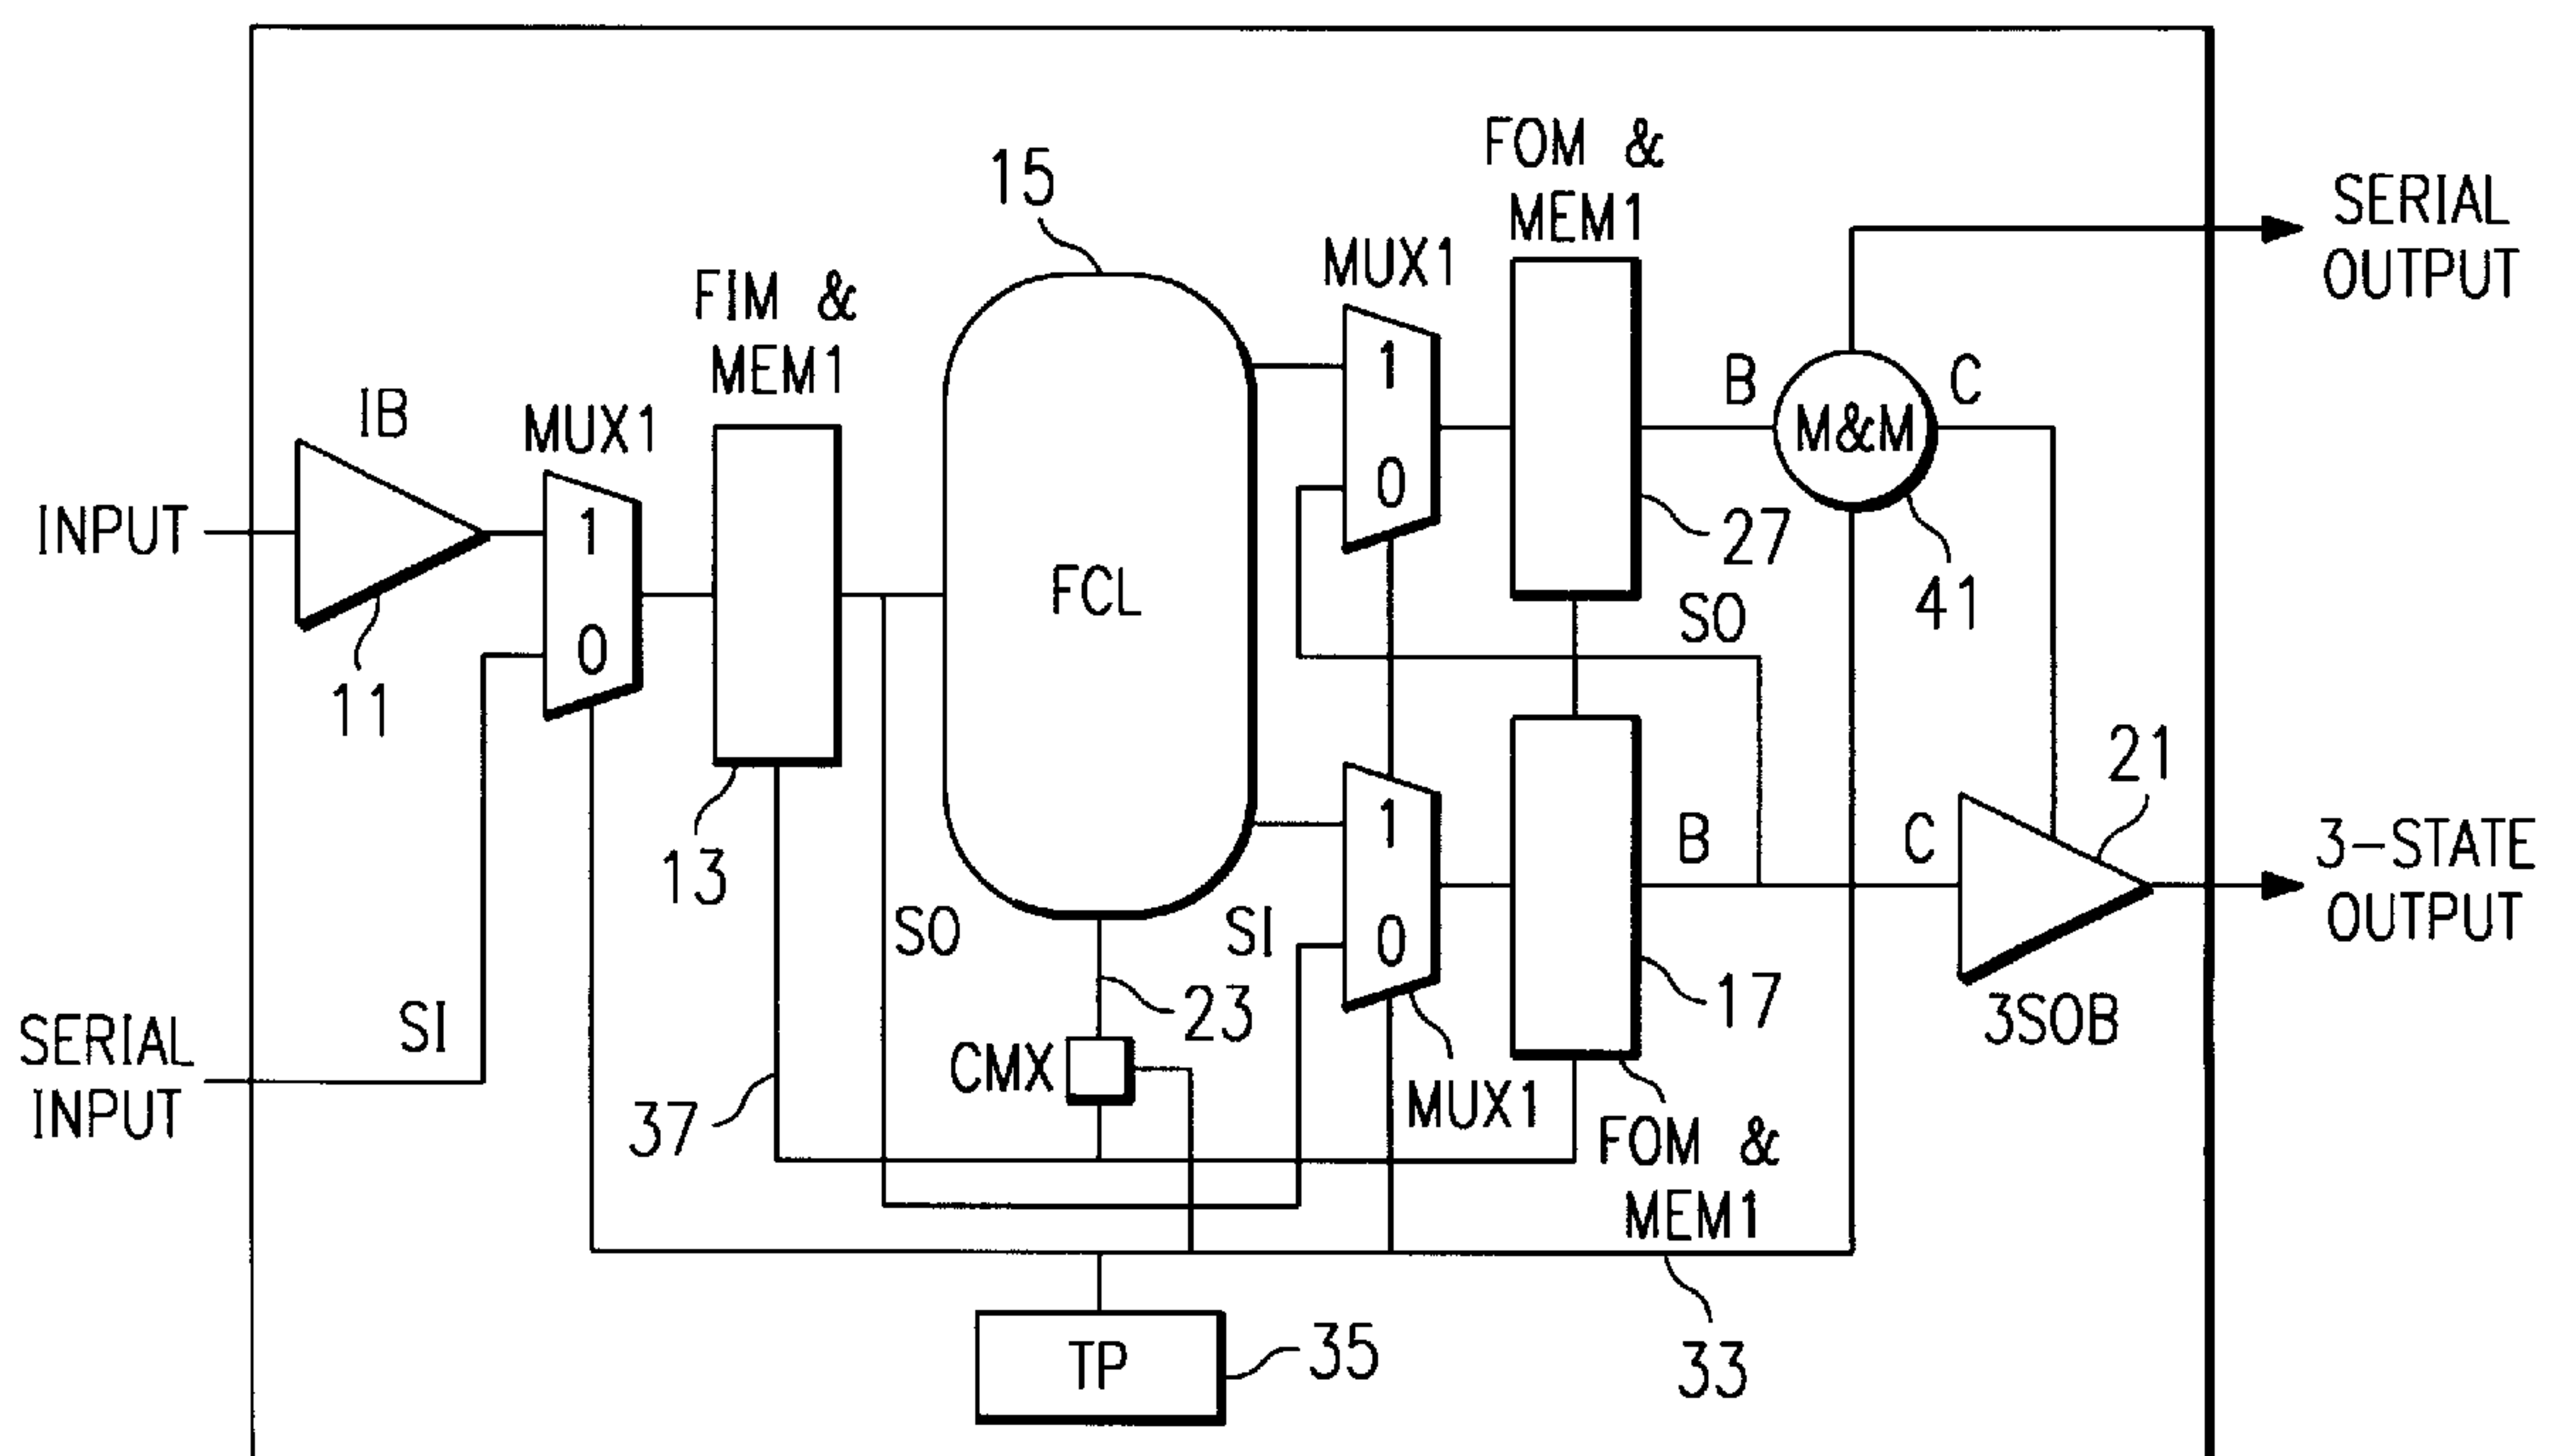 FOM &
MEM1
15
SERIAL
OUTPUT
MUX1
FIM &
MEM1
1
B
C
M&M
IB
MUX1
0
INPUT
1
27
FCL
SO
41
0
11
21
1
B
C
3-STATE
OUTPUT
13
SO
SI
0
SI
23
17
3SOB
SERIAL
INPUT
CMX
37
MUX1
FOM &
MEM1
TP
35
33